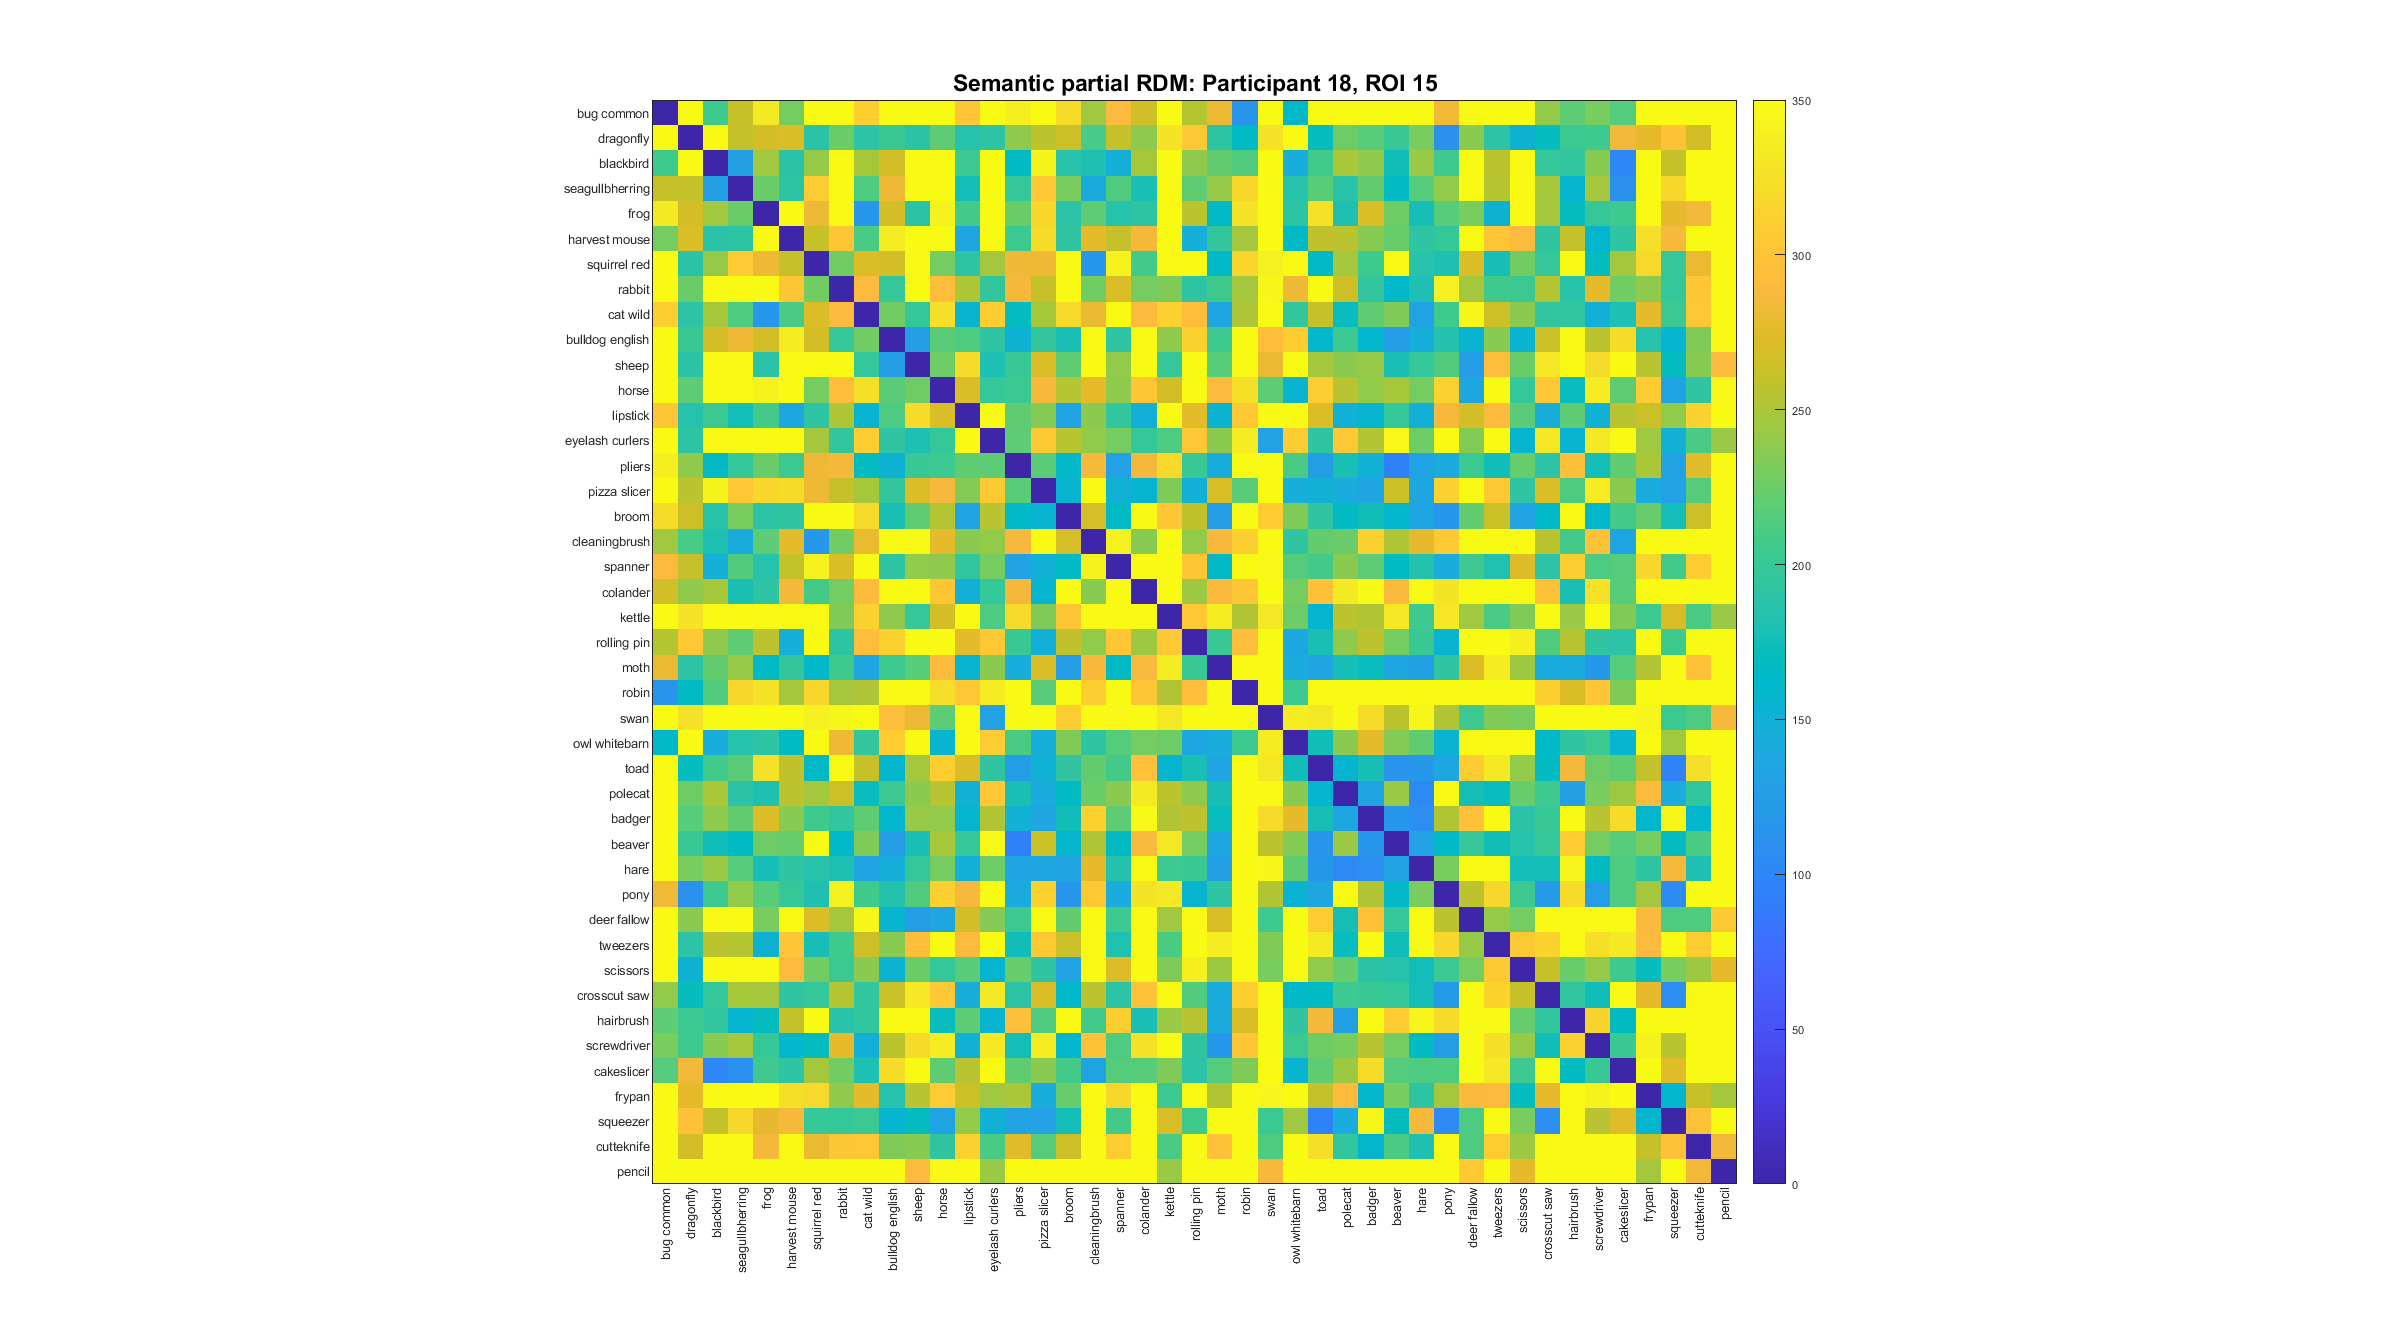 Semantic partial RDM: Participant 18, ROI 15
bug common
dragonfly
blackbird
seagullbherring
frog
harvest mouse
squirrel red
rabbit
cat wild
bulldog english
sheep
horse
lipstick
eyelash curlers
pliers
pizza slicer
broom
cleaningbrush
spanner
colander
kettle
rolling pin
moth
robin
swan
owl whitebarn
toad
polecat
badger
beaver
hare
pony
deer fallow
tweezers
scissors
crosscut saw
hairbrush
screwdriver
cakeslicer
frypan
squeezer
cutteknife
pencil
bug common
dragonfly
blackbird
seagullbherring
frog
harvest mouse
squirrel red
rabbit
cat wild
bulldog english
sheep
horse
lipstick
eyelash curlers
pliers
pizza slicer
broom
cleaningbrush
spanner
colander
kettle
rolling pin
moth
robin
swan
owl whitebarn
toad
polecat
badger
beaver
hare
pony
deer fallow
tweezers
scissors
crosscut saw
hairbrush
screwdriver
cakeslicer
frypan
squeezer
cutteknife
pencil
350
300
250
200
150
100
50
0